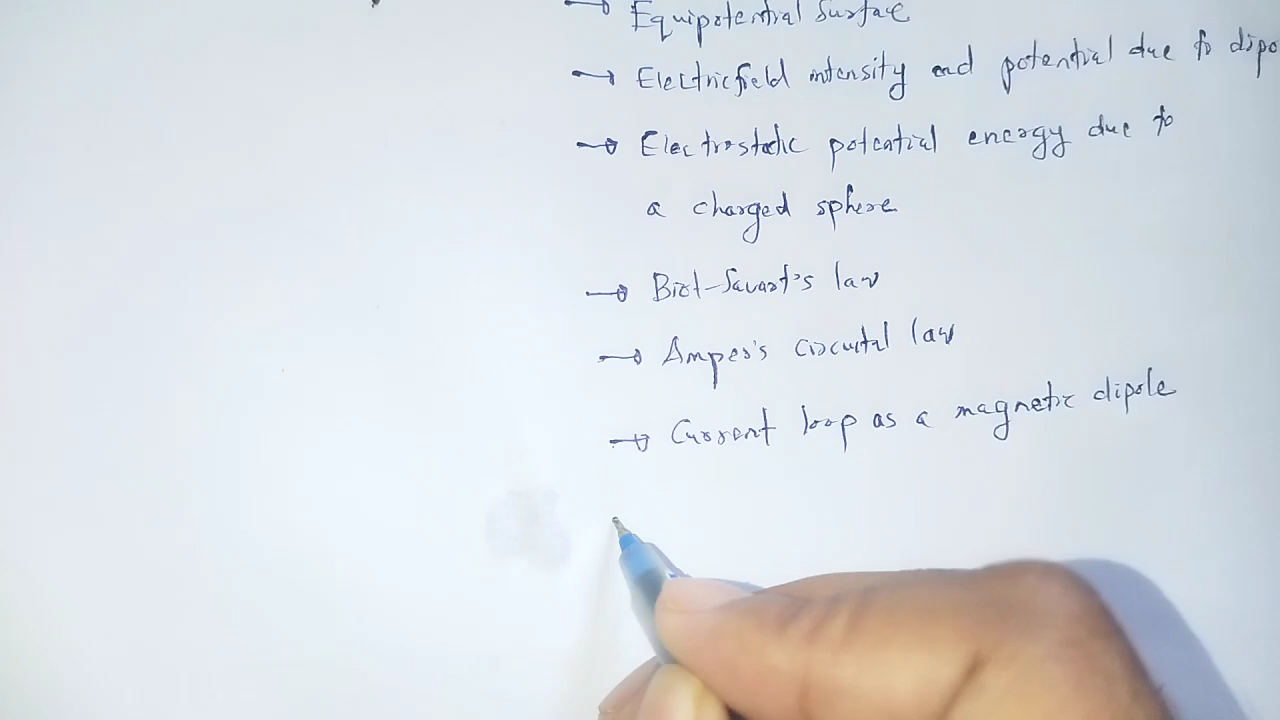 → Equipotential Surface
→ Electricfield intensity and potential due to dipo
→ Electrostatic potential energy due to
a charged sphere
→ Biot-Savart's law
→ Amper's circuital law
→ Current loop as a magnetic dipole